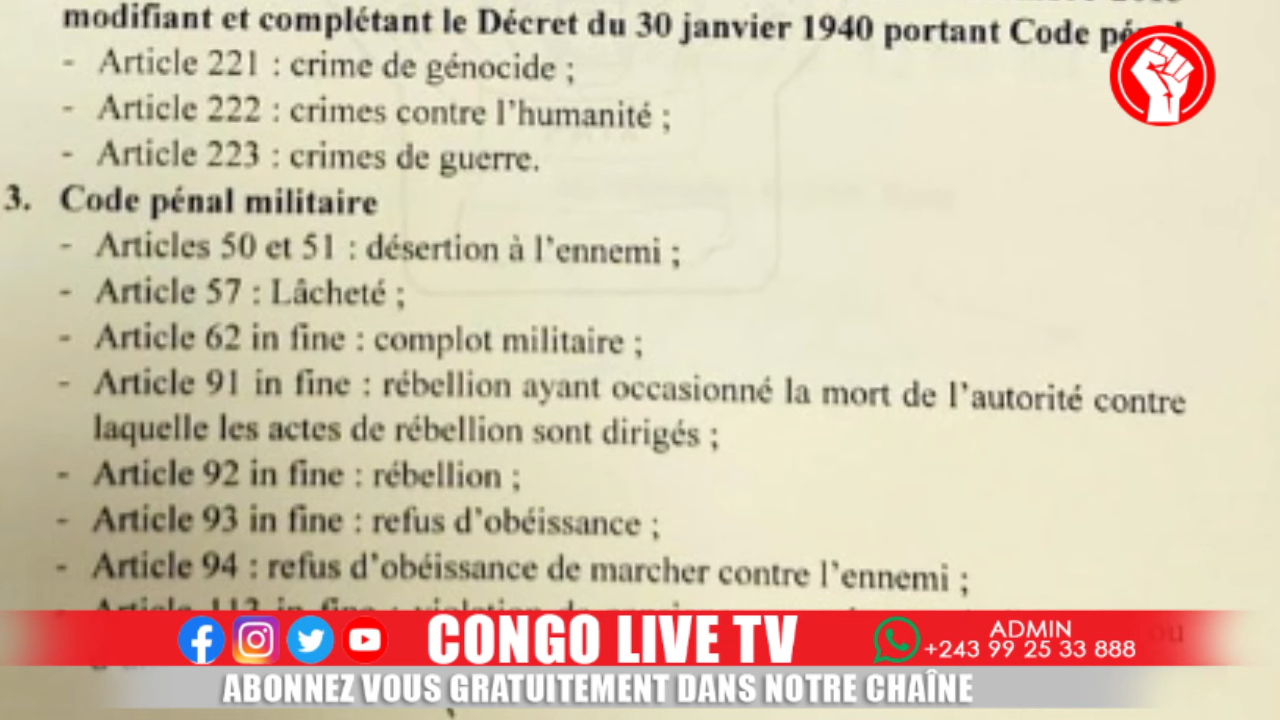 modifiant et complétant le Décret du 30 janvier 1940 portant Code pénal
- Article 221 : crime de génocide ;
- Article 222 : crimes contre l'humanité ;
- Article 223 : crimes de guerre.
3. Code pénal militaire
- Articles 50 et 51 : désertion à l'ennemi ;
- Article 57 : Lâcheté ;
- Article 62 in fine : complot militaire ;
- Article 91 in fine : rébellion ayant occasionné la mort de l'autorité contre
laquelle les actes de rébellion sont dirigés ;
- Article 92 in fine : rébellion ;
- Article 93 in fine : refus d'obéissance ;
- Article 94 : refus d'obéissance de marcher contre l'ennemi ;
CONGO LIVE TV
ADMIN
+243 99 25 33 888
ABONNEZ VOUS GRATUITEMENT DANS NOTRE CHAÎNE